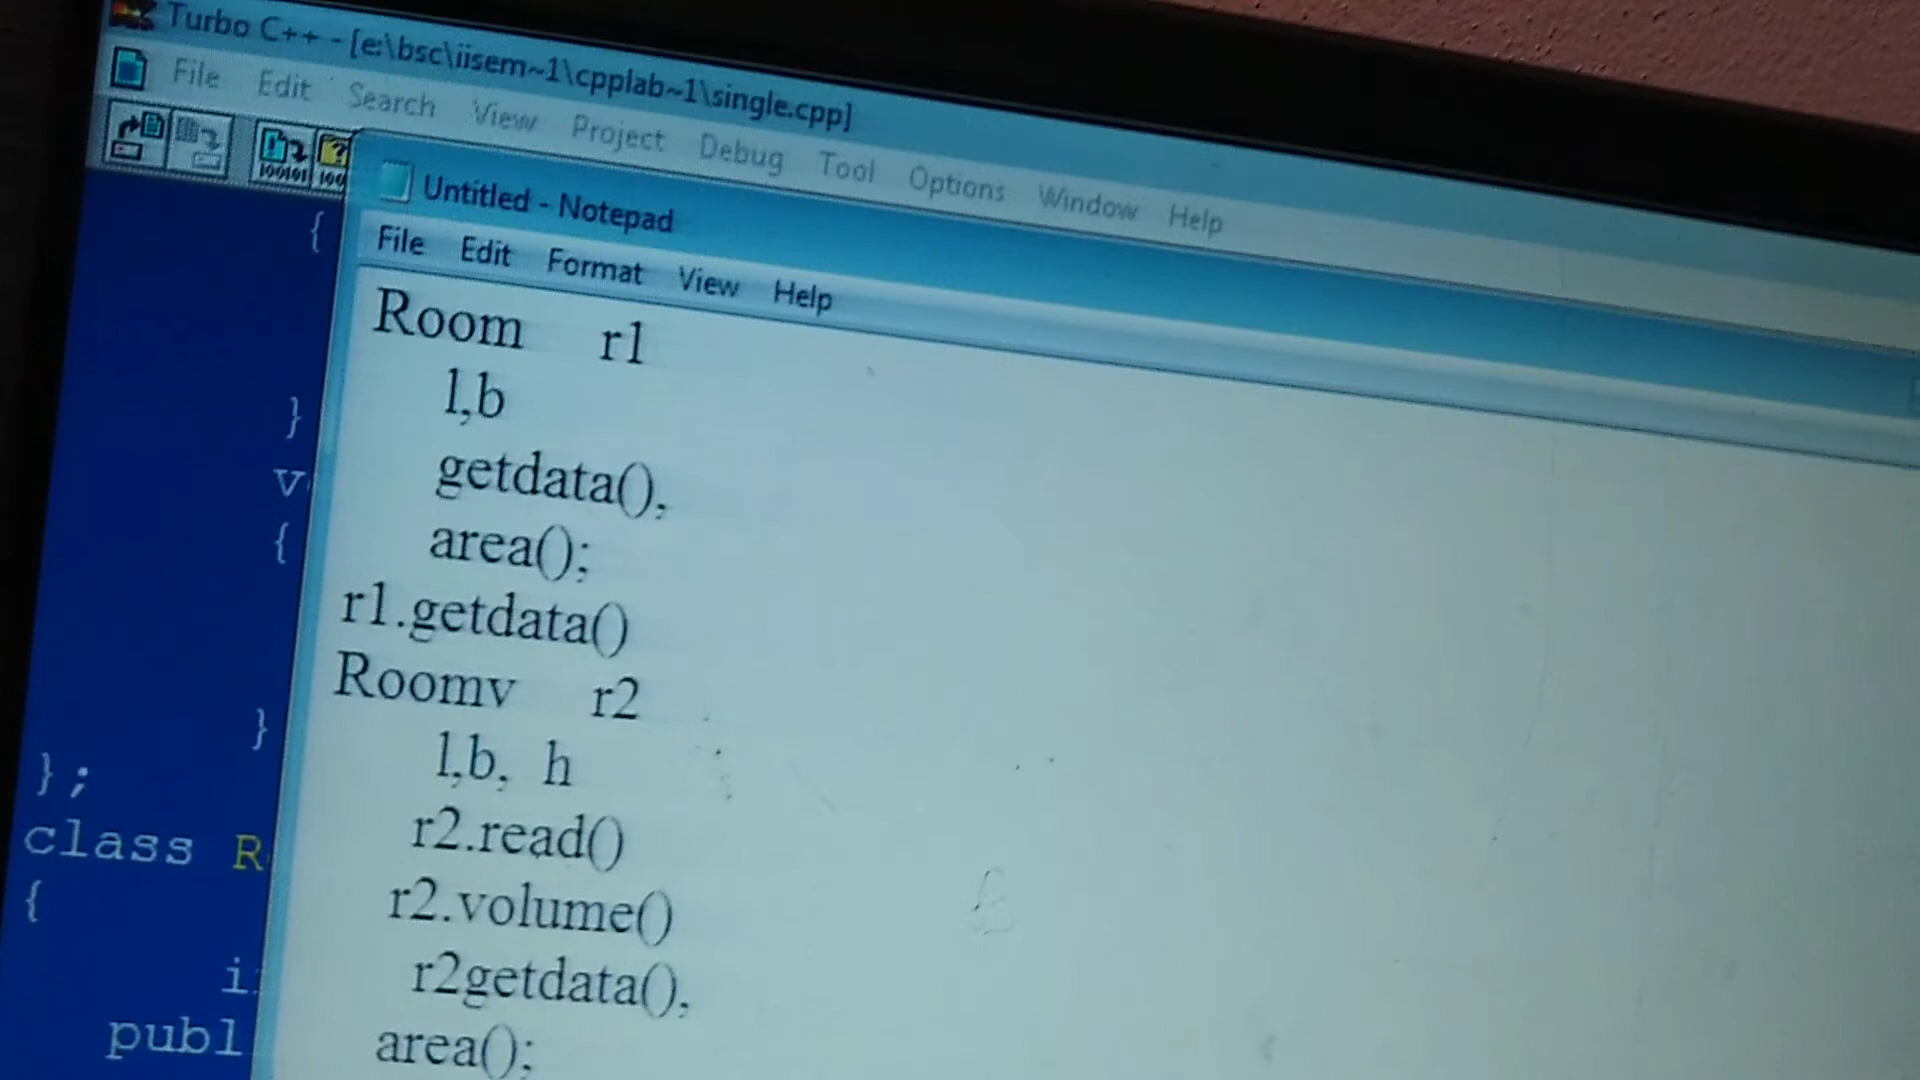 Turbo C++ - [e:\bsc\iisem~1\cpplab~1\single.cpp]
File Edit Search View Project Debug Tool Options Window Help
Untitled - Notepad
File Edit Format View Help
Room r1
l,b
getdata(),
area();
r1.getdata()
Roomv r2
l,b, h
r2.read()
r2.volume()
r2getdata(),
area();
{
}
v
{
}
};
class R
{
i
publ